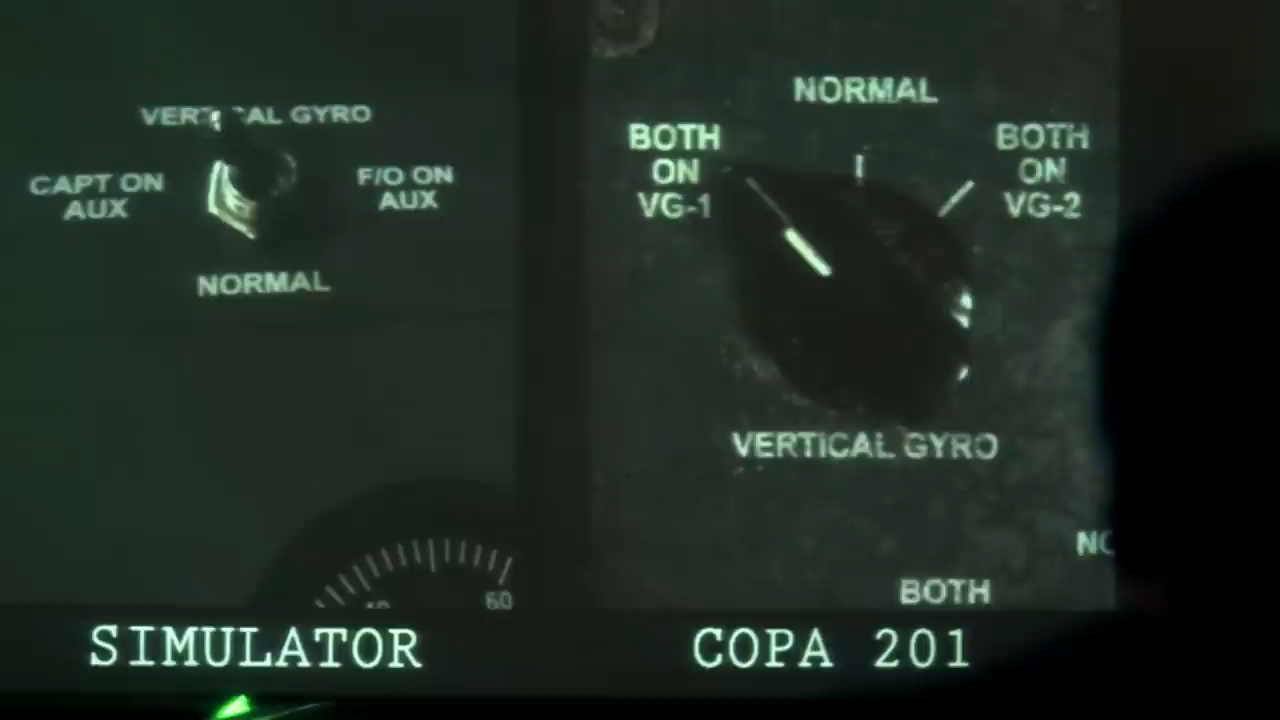 VERTICAL GYRO
CAPT ON
AUX
F/O ON
AUX
NORMAL
60
SIMULATOR
NORMAL
BOTH
ON
VG-1
BOTH
ON
VG-2
VERTICAL GYRO
BOTH
COPA 201